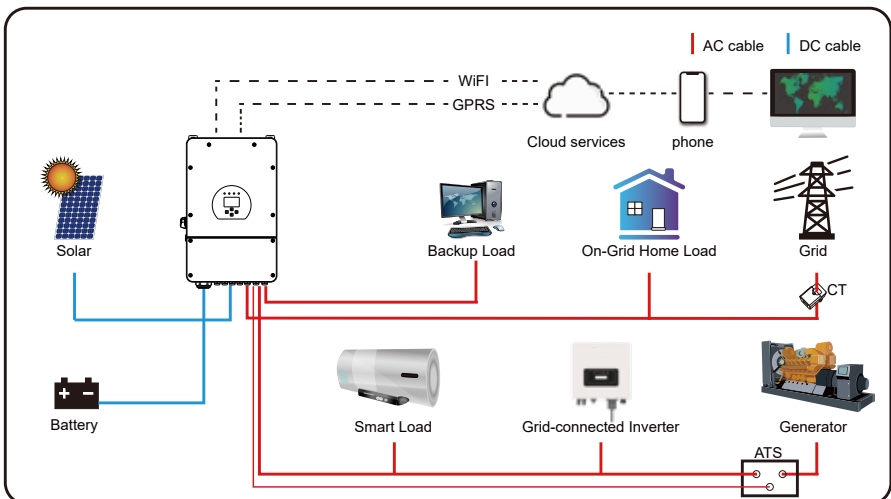 AC cable
DC cable
WiFI
GPRS
Cloud services
phone
Solar
Backup Load
On-Grid Home Load
Grid
CT
Battery
Smart Load
Grid-connected Inverter
Generator
ATS